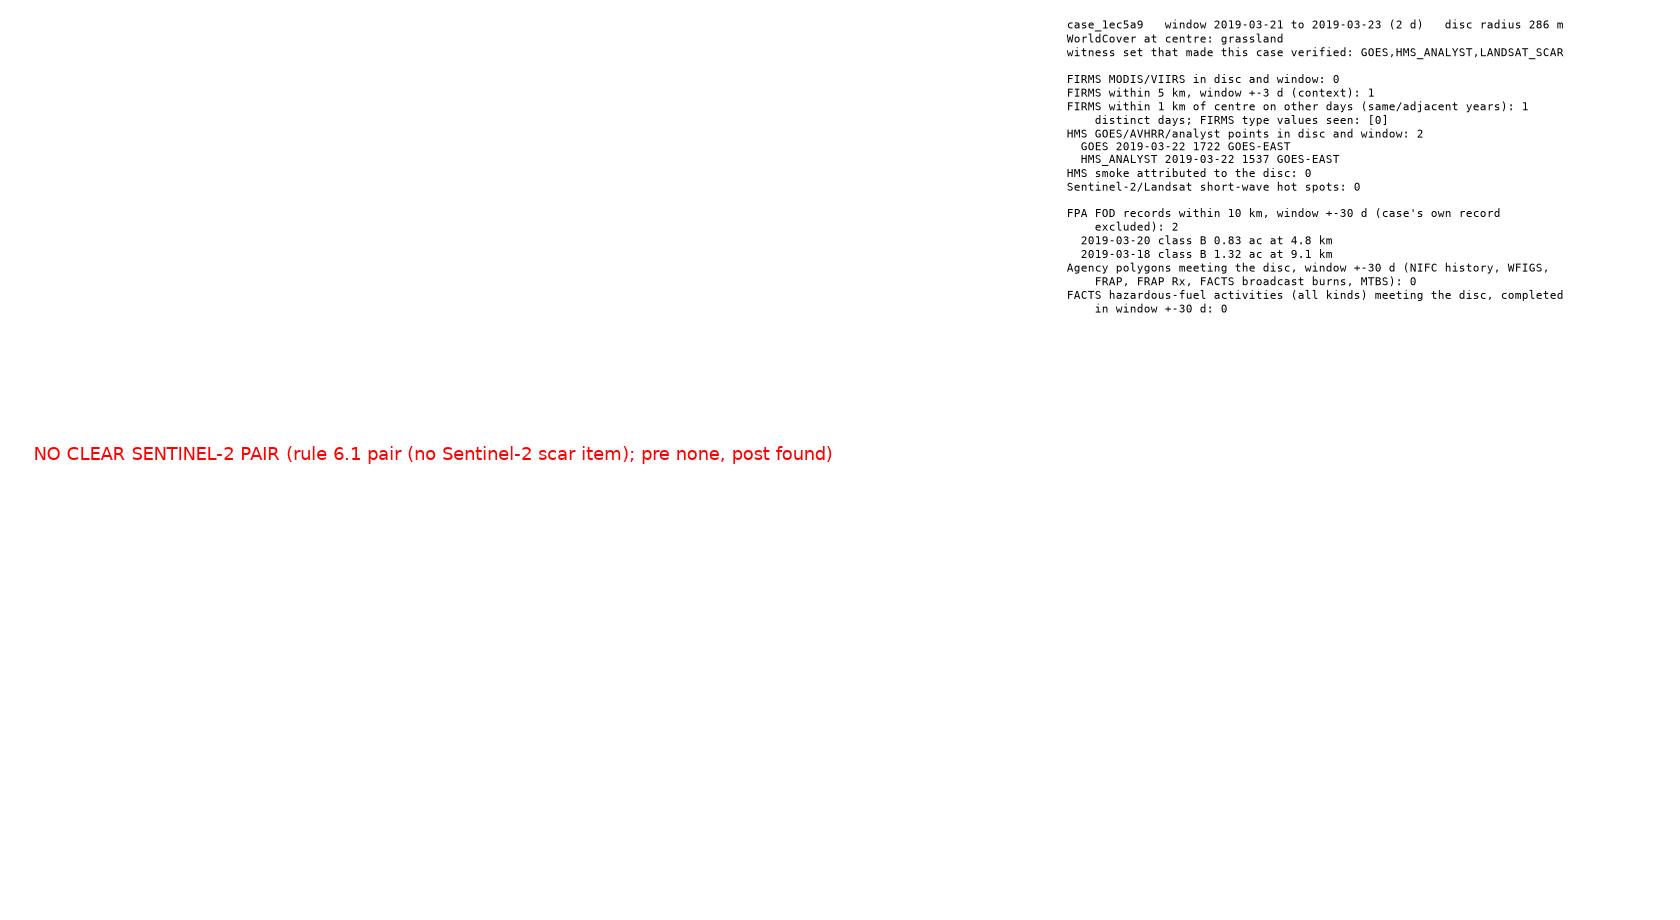 case_1ec5a9   window 2019-03-21 to 2019-03-23 (2 d)   disc radius 286 m
WorldCover at centre: grassland
witness set that made this case verified: GOES,HMS_ANALYST,LANDSAT_SCAR
FIRMS MODIS/VIIRS in disc and window: 0
FIRMS within 5 km, window +-3 d (context): 1
FIRMS within 1 km of centre on other days (same/adjacent years): 1
distinct days; FIRMS type values seen: [0]
HMS GOES/AVHRR/analyst points in disc and window: 2
GOES 2019-03-22 1722 GOES-EAST
HMS_ANALYST 2019-03-22 1537 GOES-EAST
HMS smoke attributed to the disc: 0
Sentinel-2/Landsat short-wave hot spots: 0
FPA FOD records within 10 km, window +-30 d (case's own record
excluded): 2
2019-03-20 class B 0.83 ac at 4.8 km
2019-03-18 class B 1.32 ac at 9.1 km
Agency polygons meeting the disc, window +-30 d (NIFC history, WFIGS,
FRAP, FRAP Rx, FACTS broadcast burns, MTBS): 0
FACTS hazardous-fuel activities (all kinds) meeting the disc, completed
in window +-30 d: 0
NO CLEAR SENTINEL-2 PAIR (rule 6.1 pair (no Sentinel-2 scar item); pre none, post found)